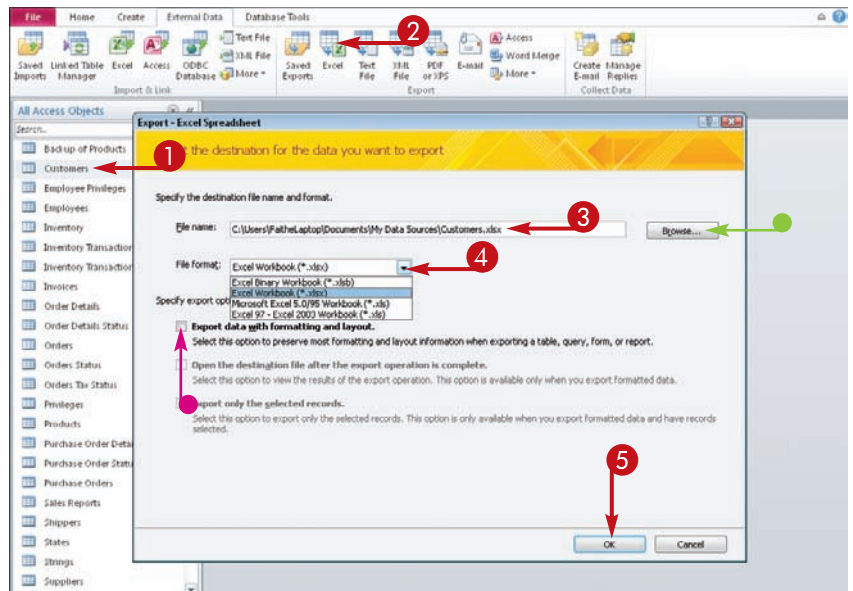 File Home Create External Data Database Tools
Saved Imports
Linked Table Manager
Excel
Access
ODBC Database
Text File
XML File
More
Import & Link
Saved Exports
Excel
Text File
XML File
PDF or XPS
E-mail
Access
Word Merge
More
Export
Create E-mail
Manage Replies
Collect Data
2
All Access Objects
Search...
Backup of Products
Customers
Employee Privileges
Employees
Inventory
Inventory Transaction
Inventory Transaction
Invoices
Order Details
Order Details Status
Orders
Orders Status
Orders Tax Status
Privileges
Products
Purchase Order Detai
Purchase Order Statu
Purchase Orders
Sales Reports
Shippers
States
Strings
Suppliers
1
Export - Excel Spreadsheet
the destination for the data you want to export
Specify the destination file name and format.
File name: C:\Users\FaitheLaptop\Documents\My Data Sources\Customers.xlsx
3
Browse...
File format: Excel Workbook (*.xlsx)
4
Excel Binary Workbook (*.xlsb)
Excel Workbook (*.xlsx)
Microsoft Excel 5.0/95 Workbook (*.xls)
Excel 97 - Excel 2003 Workbook (*.xls)
Specify export opti
Export data with formatting and layout.
Select this option to preserve most formatting and layout information when exporting a table, query, form, or report.
Open the destination file after the export operation is complete.
Select this option to view the results of the export operation. This option is available only when you export formatted data.
Export only the selected records.
Select this option to export only the selected records. This option is only available when you export formatted data and have records
selected.
5
OK Cancel